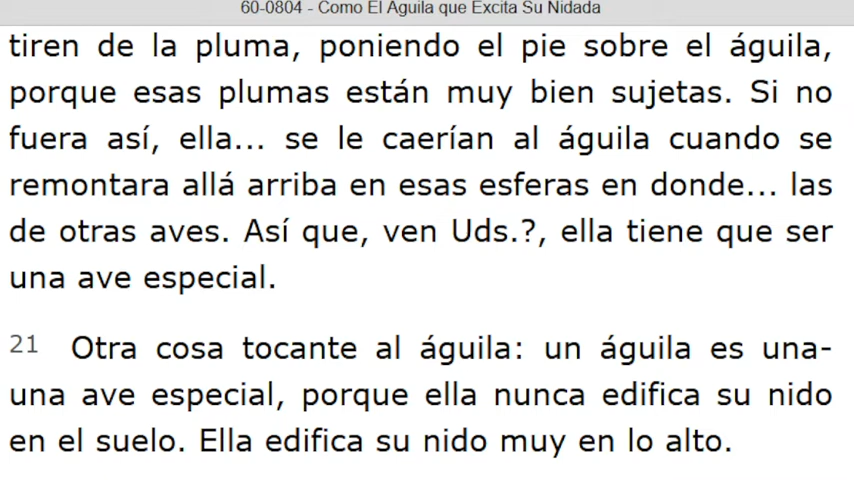 60-0804 - Como El Aguila que Excita Su Nidada
tiren de la pluma, poniendo el pie sobre el águila,
porque esas plumas están muy bien sujetas. Si no
fuera así, ella... se le caerían al águila cuando se
remontara allá arriba en esas esferas en donde... las
de otras aves. Así que, ven Uds.?, ella tiene que ser
una ave especial.
21 Otra cosa tocante al águila: un águila es una-
una ave especial, porque ella nunca edifica su nido
en el suelo. Ella edifica su nido muy en lo alto.